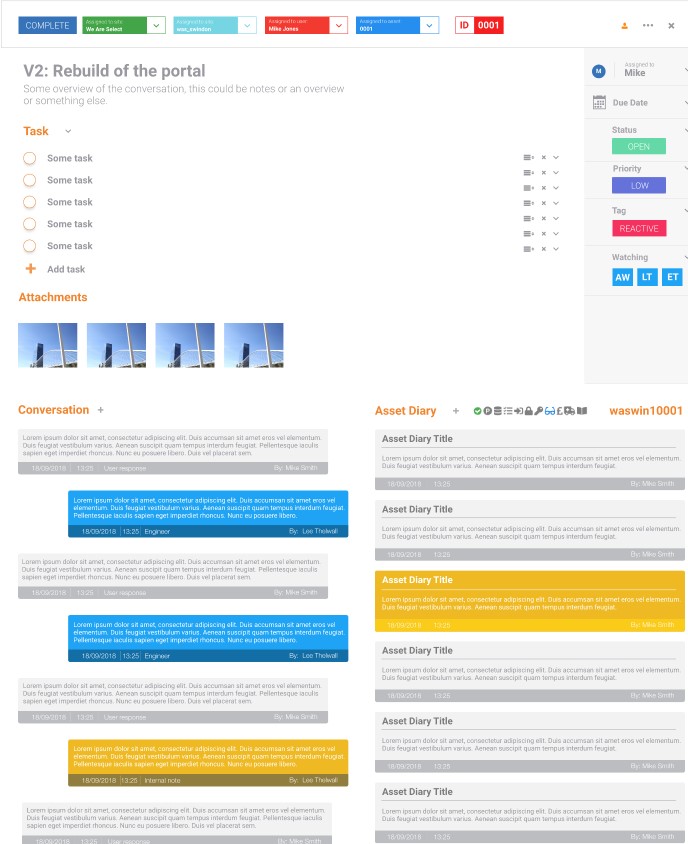 COMPLETE
Assigned to site
We Are Select
Assigned to site
was_swindon
Assigned to user
Mike Jones
Assigned to assert
0001
ID 0001
V2: Rebuild of the portal
Some overview of the conversation, this could be notes or an overview
or something else.
Task
Some task
Some task
Some task
Some task
Some task
Add task
Attachments
M
Assigned to
Mike
Due Date
Status
OPEN
Priority
LOW
Tag
REACTIVE
Watching
AW LT ET
Conversation +
Lorem ipsum dolor sit amet, consectetur adipiscing elit. Duis accumsan sit amet eros vel elementum.
Duis feugiat vestibulum varius. Aenean suscipit quam tempus interdum feugiat. Pellentesque iaculis
sapien eget imperdiet rhoncus. Nunc eu posuere libero. Duis vel clam sapien.
18/09/2018 13:25 User response By: Mike Smith
Lorem ipsum dolor sit amet, consectetur adipiscing elit. Duis accumsan sit amet eros vel
elementum. Duis feugiat vestibulum varius. Aenean suscipit quam tempus interdum feugiat.
Pellentesque iaculis sapien eget imperdiet rhoncus. Nunc eu posuere libero.
18/09/2018 13:25 Engineer By: Lee Thelwall
Lorem ipsum dolor sit amet, consectetur adipiscing elit. Duis accumsan sit amet eros vel elementum.
Duis feugiat vestibulum varius. Aenean suscipit quam tempus interdum feugiat. Pellentesque iaculis
sapien eget imperdiet rhoncus. Nunc eu posuere libero. Duis vel clam sapien.
18/09/2018 13:25 User response By: Mike Smith
Lorem ipsum dolor sit amet, consectetur adipiscing elit. Duis accumsan sit amet eros vel
elementum. Duis feugiat vestibulum varius. Aenean suscipit quam tempus interdum feugiat.
Pellentesque iaculis sapien eget imperdiet rhoncus. Nunc eu posuere libero.
18/09/2018 13:25 Engineer By: Lee Thelwall
Lorem ipsum dolor sit amet, consectetur adipiscing elit. Duis accumsan sit amet eros vel elementum.
Duis feugiat vestibulum varius. Aenean suscipit quam tempus interdum feugiat. Pellentesque iaculis
sapien eget imperdiet rhoncus. Nunc eu posuere libero. Duis vel clam sapien.
18/09/2018 13:25 User response By: Mike Smith
Lorem ipsum dolor sit amet, consectetur adipiscing elit. Duis accumsan sit amet eros vel
elementum. Duis feugiat vestibulum varius. Aenean suscipit quam tempus interdum feugiat.
Pellentesque iaculis sapien eget imperdiet rhoncus. Nunc eu posuere libero.
18/09/2018 13:25 Internal note By: Lee Thelwall
Lorem ipsum dolor sit amet, consectetur adipiscing elit. Duis accumsan sit amet eros vel elementum.
Duis feugiat vestibulum varius. Aenean suscipit quam tempus interdum feugiat. Pellentesque iaculis
sapien eget imperdiet rhoncus. Nunc eu posuere libero. Duis vel clam sapien.
18/09/2018 13:25 User response By: Mike Smith
Asset Diary + waswin10001
Asset Diary Title
Lorem ipsum dolor sit amet, consectetur adipiscing elit. Duis accumsan sit amet eros vel elementum.
Duis feugiat vestibulum varius. Aenean suscipit quam tempus interdum feugiat.
18/09/2018 13:25 By: Mike Smith
Asset Diary Title
Lorem ipsum dolor sit amet, consectetur adipiscing elit. Duis accumsan sit amet eros vel elementum.
Duis feugiat vestibulum varius. Aenean suscipit quam tempus interdum feugiat.
18/09/2018 13:25 By: Mike Smith
Asset Diary Title
Lorem ipsum dolor sit amet, consectetur adipiscing elit. Duis accumsan sit amet eros vel elementum.
Duis feugiat vestibulum varius. Aenean suscipit quam tempus interdum feugiat.
18/09/2018 13:25 By: Mike Smith
Asset Diary Title
Lorem ipsum dolor sit amet, consectetur adipiscing elit. Duis accumsan sit amet eros vel elementum.
Duis feugiat vestibulum varius. Aenean suscipit quam tempus interdum feugiat.
18/09/2018 13:25 By: Mike Smith
Asset Diary Title
Lorem ipsum dolor sit amet, consectetur adipiscing elit. Duis accumsan sit amet eros vel elementum.
Duis feugiat vestibulum varius. Aenean suscipit quam tempus interdum feugiat.
18/09/2018 13:25 By: Mike Smith
Asset Diary Title
Lorem ipsum dolor sit amet, consectetur adipiscing elit. Duis accumsan sit amet eros vel elementum.
Duis feugiat vestibulum varius. Aenean suscipit quam tempus interdum feugiat.
18/09/2018 13:25 By: Mike Smith